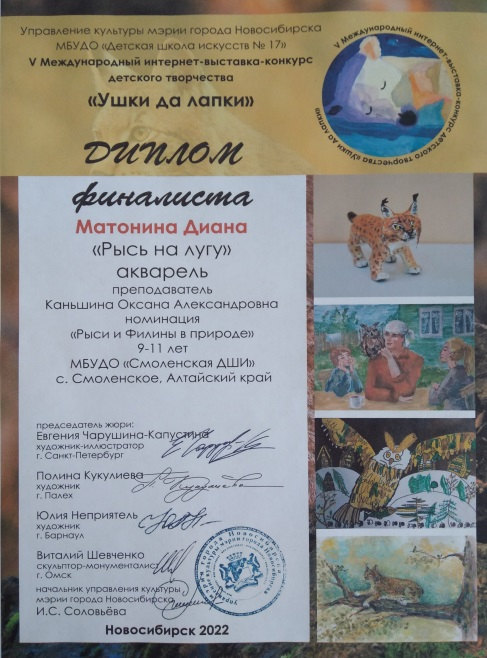 Управление культуры мэрии города Новосибирска
МБУДО «Детская школа искусств № 17»
V Международный интернет-выставка-конкурс
детского творчества
«Ушки да лапки»
V Международный интернет-выставка-конкурс детского творчества «Ушки да лапки»
ДИПЛОМ
финалиста
Матонина Диана
«Рысь на лугу»
акварель
преподаватель
Каньшина Оксана Александровна
номинация
«Рыси и Филины в природе»
9-11 лет
МБУДО «Смоленская ДШИ»
с. Смоленское, Алтайский край
председатель жюри:
Евгения Чарушина-Капустина
художник-иллюстратор
г. Санкт-Петербург
Полина Кукулиева
художник
г. Палех
Юлия Неприятель
художник
г. Барнаул
Виталий Шевченко
скульптор-монументалист
г. Омск
начальник управления культуры
мэрии города Новосибирска
И.С. Соловьёва
Новосибирск 2022